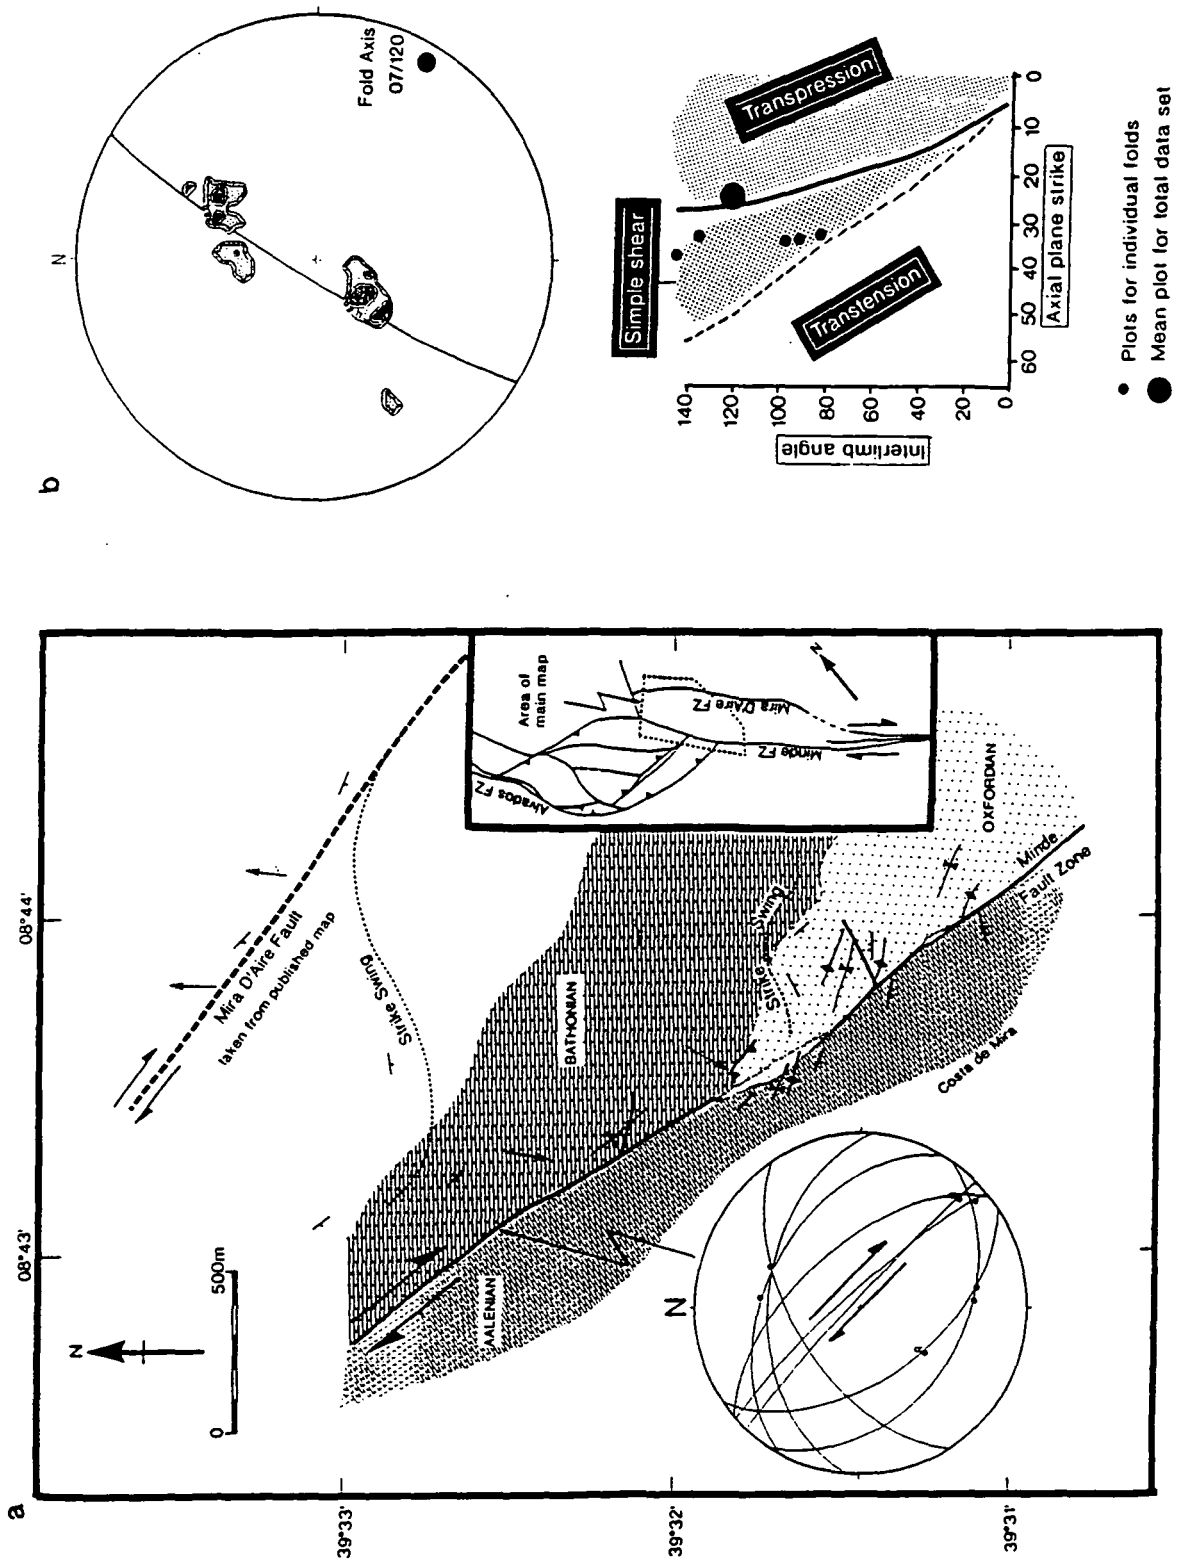 a
N
0 500m
08°43'
08°44'
39°33'
39°32'
39°31'
Mira D'Aire Fault
taken from published map
Strike Swing
BATHONIAN
AALENIAN
OXFORDIAN
Strike Swing
Minde
Fault Zone
Costa de Mira
N
Area of
main map
N
Alvados FZ
Mira D'Aire FZ
Minde FZ
b
N
Fold Axis
07/120
Simple shear
Transpression
Transtension
Interlimb angle
140
120
100
80
60
40
20
0
60 50 40 30 20 10 0
Axial plane strike
Plots for individual folds
Mean plot for total data set